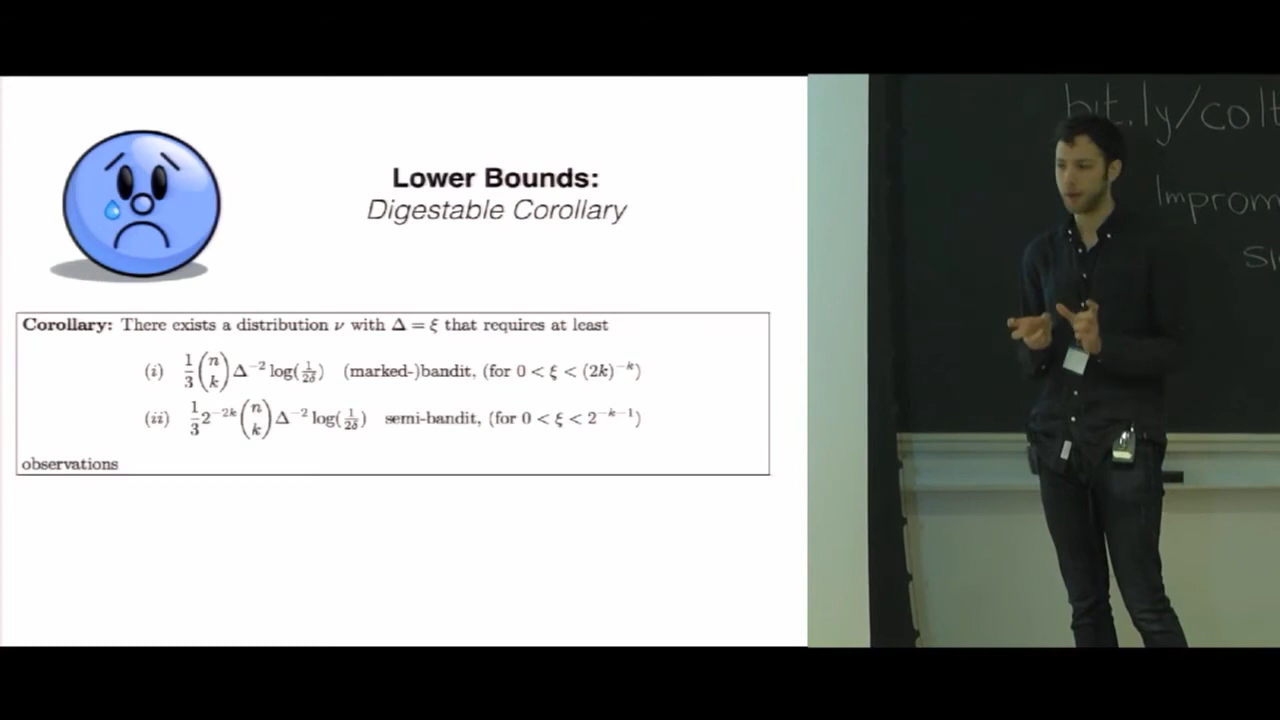 Lower Bounds:
Digestable Corollary
Corollary: There exists a distribution ν with Δ = ξ that requires at least
(i) 1/3 (n k) Δ⁻² log(1/2δ) (marked-)bandit, (for 0 < ξ < (2k)⁻ᵏ)
(ii) 1/3 2⁻²ᵏ (n k) Δ⁻² log(1/2δ) semi-bandit, (for 0 < ξ < 2⁻ᵏ⁻¹)
observations
bit.ly/colt
Improm